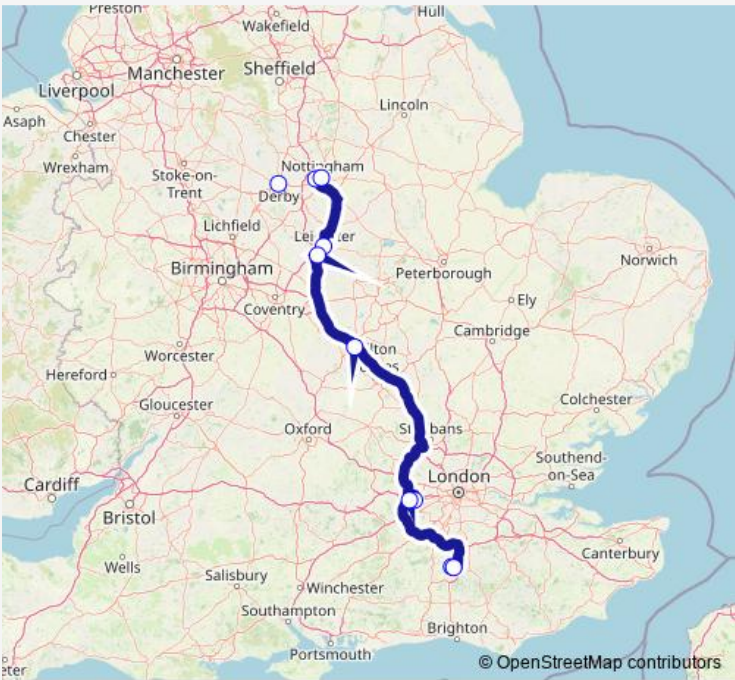 Preston
Hull
Wakefield
Manchester
Sheffield
Liverpool
Lincoln
Asaph
Chester
Wrexham
Nottingham
Stoke-on-
Trent
Derby
Lichfield
Norwich
Birmingham
Peterborough
Ely
Coventry
Cambridge
Worcester
Hereford
Colchester
Gloucester
Oxford
Southend-
on-Sea
London
Cardiff
Bristol
Canterbury
Wells
Salisbury
Winchester
Southampton
Brighton
Portsmouth
© OpenStreetMap contributors